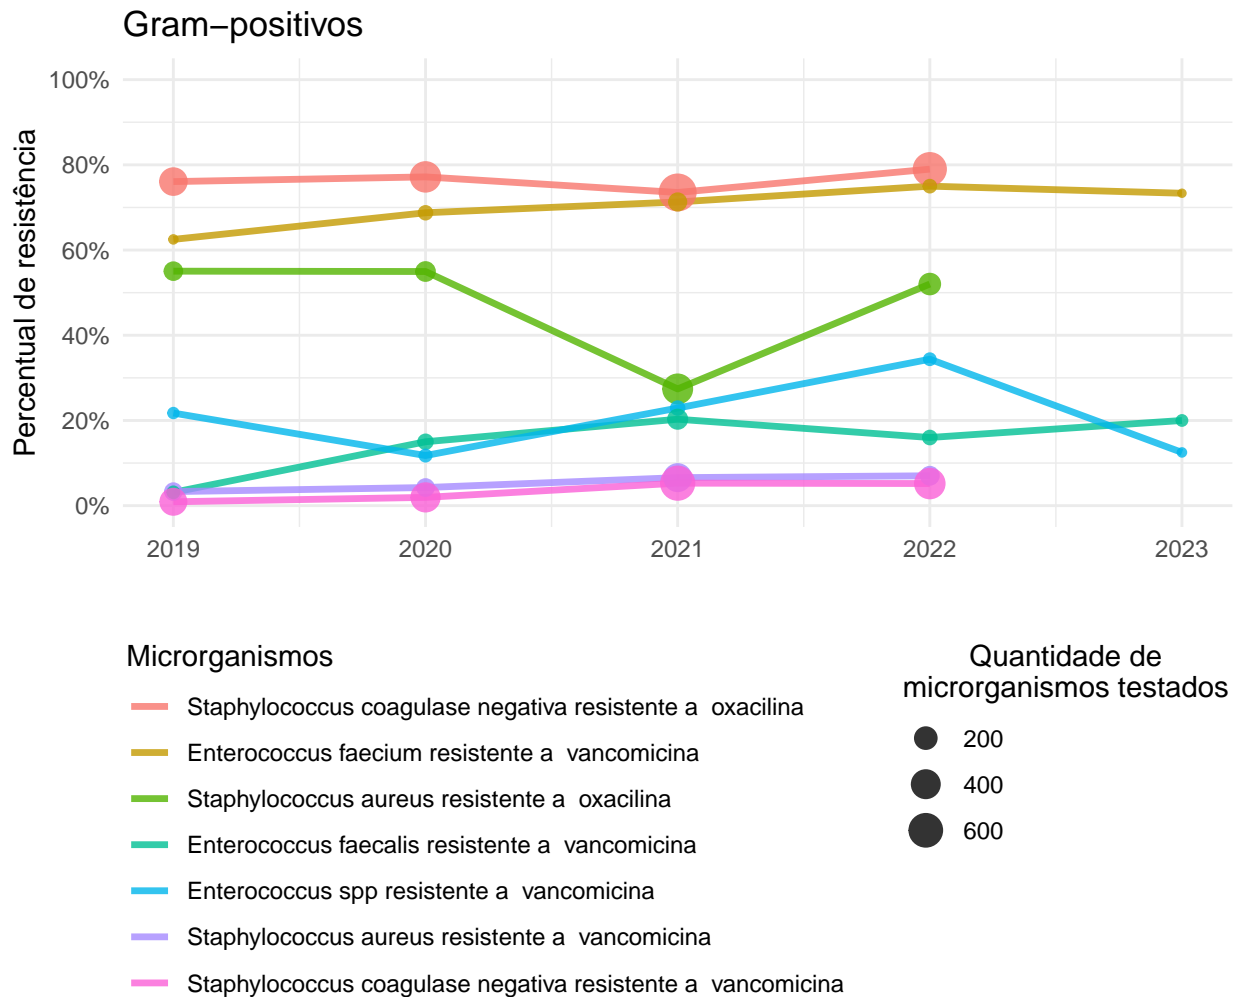 Gram−positivos
Percentual de resistência
100%
80%
60%
40%
20%
0%
2019 2020 2021 2022 2023
Microrganismos
Staphylococcus coagulase negativa resistente a  oxacilina
Enterococcus faecium resistente a  vancomicina
Staphylococcus aureus resistente a  oxacilina
Enterococcus faecalis resistente a  vancomicina
Enterococcus spp resistente a  vancomicina
Staphylococcus aureus resistente a  vancomicina
Staphylococcus coagulase negativa resistente a  vancomicina
Quantidade de
microrganismos testados
200
400
600